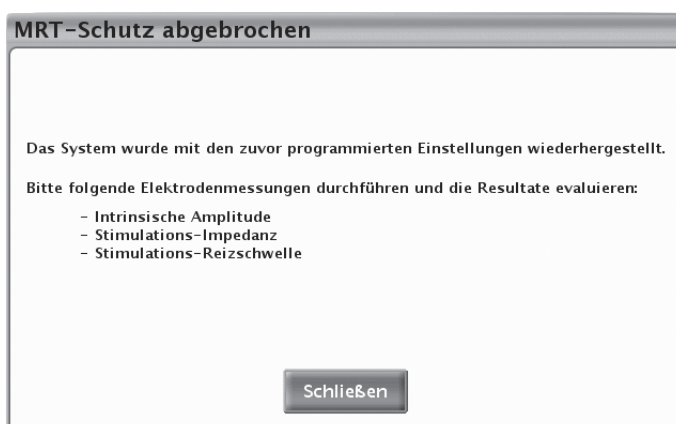 MRT-Schutz abgebrochen
Das System wurde mit den zuvor programmierten Einstellungen wiederhergestellt.
Bitte folgende Elektrodenmessungen durchführen und die Resultate evaluieren:
- Intrinsische Amplitude
- Stimulations-Impedanz
- Stimulations-Reizschwelle
Schließen